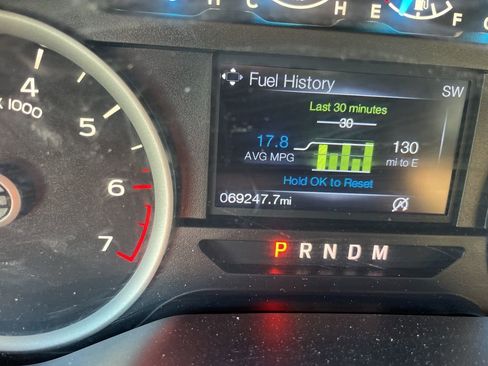 C H E F
4
X 1000
5
6
7
Fuel History
SW
Last 30 minutes
30
17.8
AVG MPG
130
mi to E
Hold OK to Reset
069247.7mi
A
P R N D M